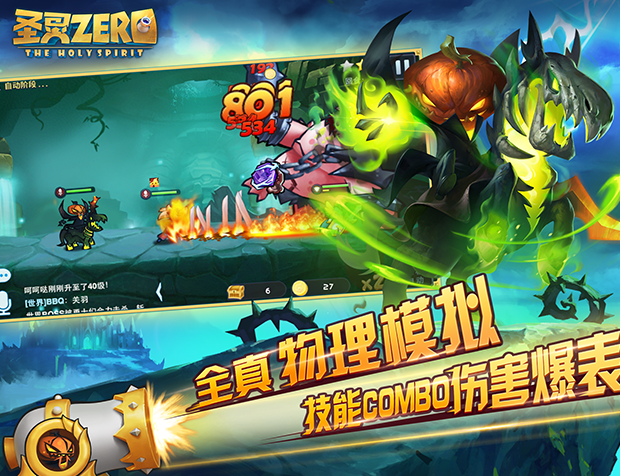 圣灵ZERO
THE HOLYSPIRIT
自动阶段...
192
801
534
呵呵哒刚刚升至了40级!
[世界]BBQ: 关羽
6
27
全真物理模拟
技能COMBO伤害爆表